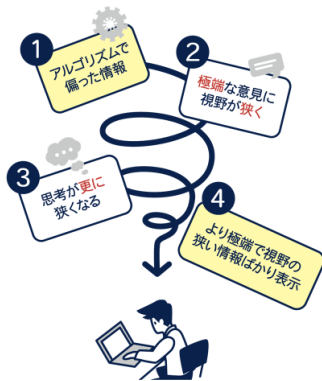 1
アルゴリズムで
偏った情報
2
極端な意見に
視野が狭く
3
思考が更に
狭くなる
4
より極端で視野の
狭い情報ばかり表示